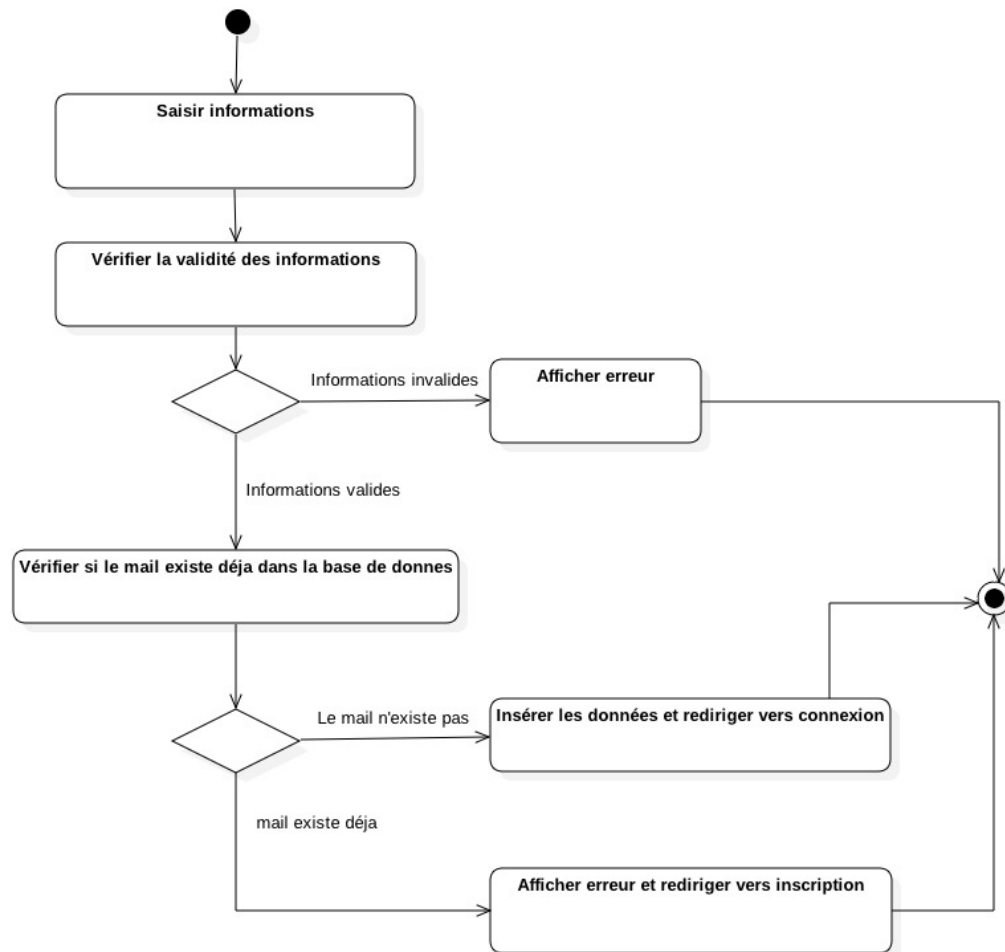 Saisir informations
Vérifier la validité des informations
Informations invalides
Afficher erreur
Informations valides
Vérifier si le mail existe déja dans la base de donnes
Le mail n'existe pas
Insérer les données et rediriger vers connexion
mail existe déja
Afficher erreur et rediriger vers inscription